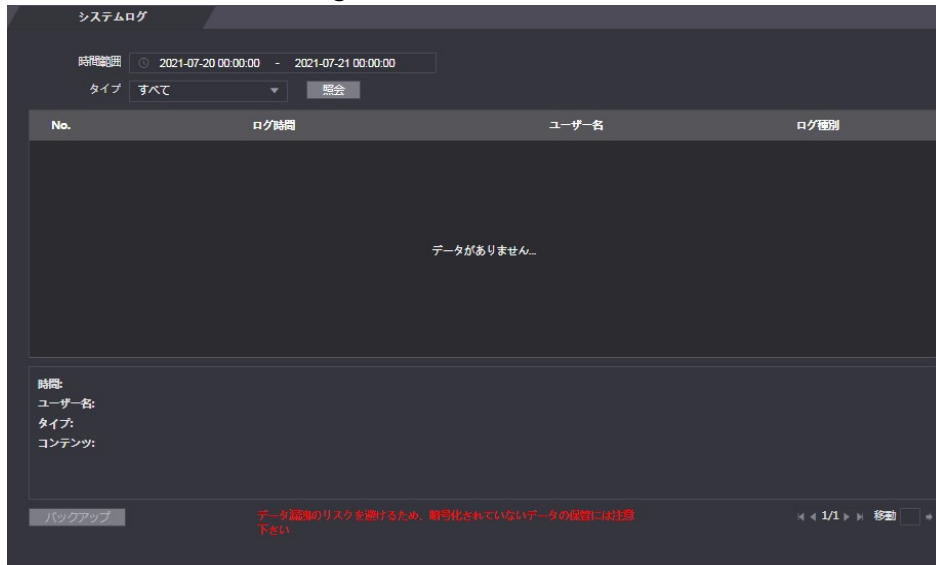 システムログ
時間範囲 2021-07-20 00:00:00 - 2021-07-21 00:00:00
タイプ すべて 照会
No. ログ時間 ユーザー名 ログ種別
データがありません...
時間:
ユーザー名:
タイプ:
コンテンツ:
バックアップ データ漏洩のリスクを避けるため、暗号化されていないデータの保管には注意
下さい
1/1 移動